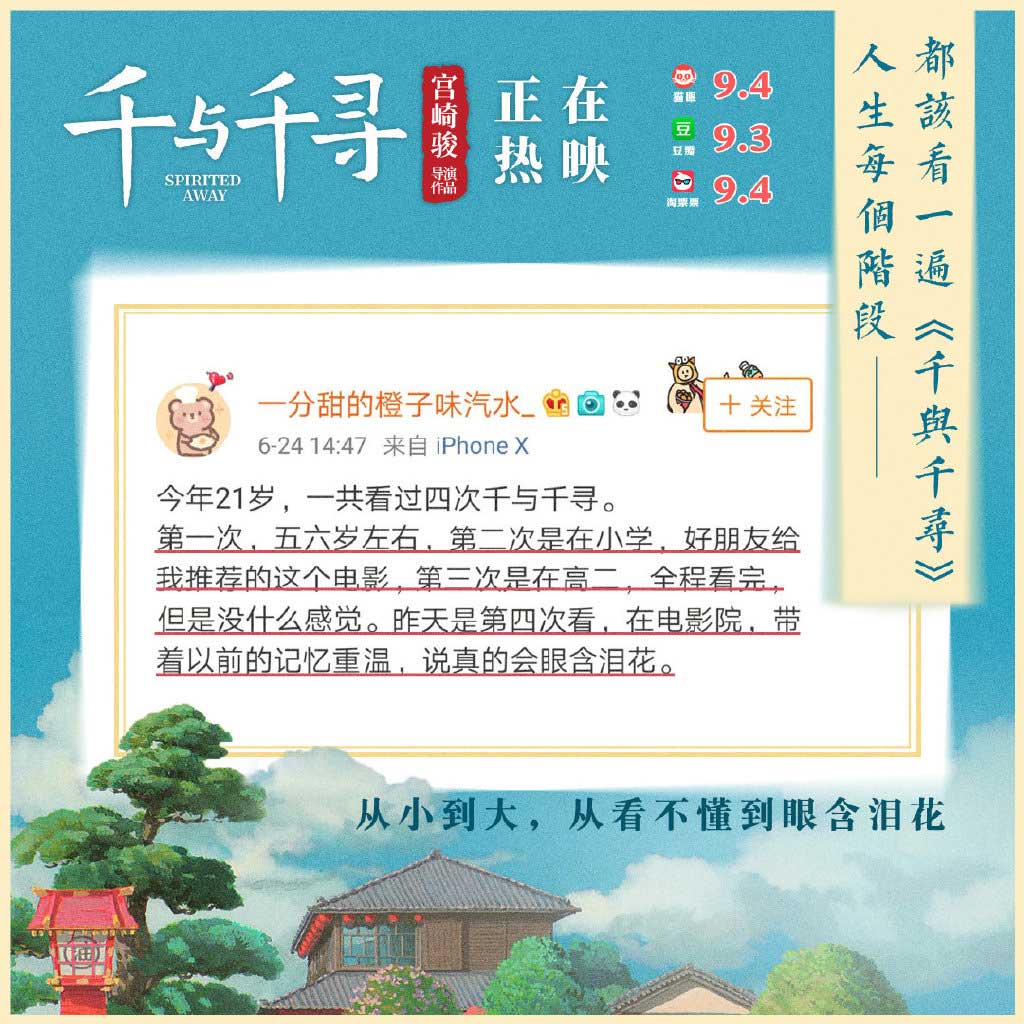 千与千寻
SPIRITED
AWAY
宫崎骏
导演
作品
正在
热映
猫眼 9.4
豆瓣 9.3
淘票票 9.4
人生每個階段——
都該看一遍《千與千尋》
一分甜的橙子味汽水_
+ 关注
6-24 14:47 来自 iPhone X
今年21岁，一共看过四次千与千寻。
第一次，五六岁左右，第二次是在小学，好朋友给
我推荐的这个电影，第三次是在高二，全程看完，
但是没什么感觉。昨天是第四次看，在电影院，带
着以前的记忆重温，说真的会眼含泪花。
从小到大，从看不懂到眼含泪花